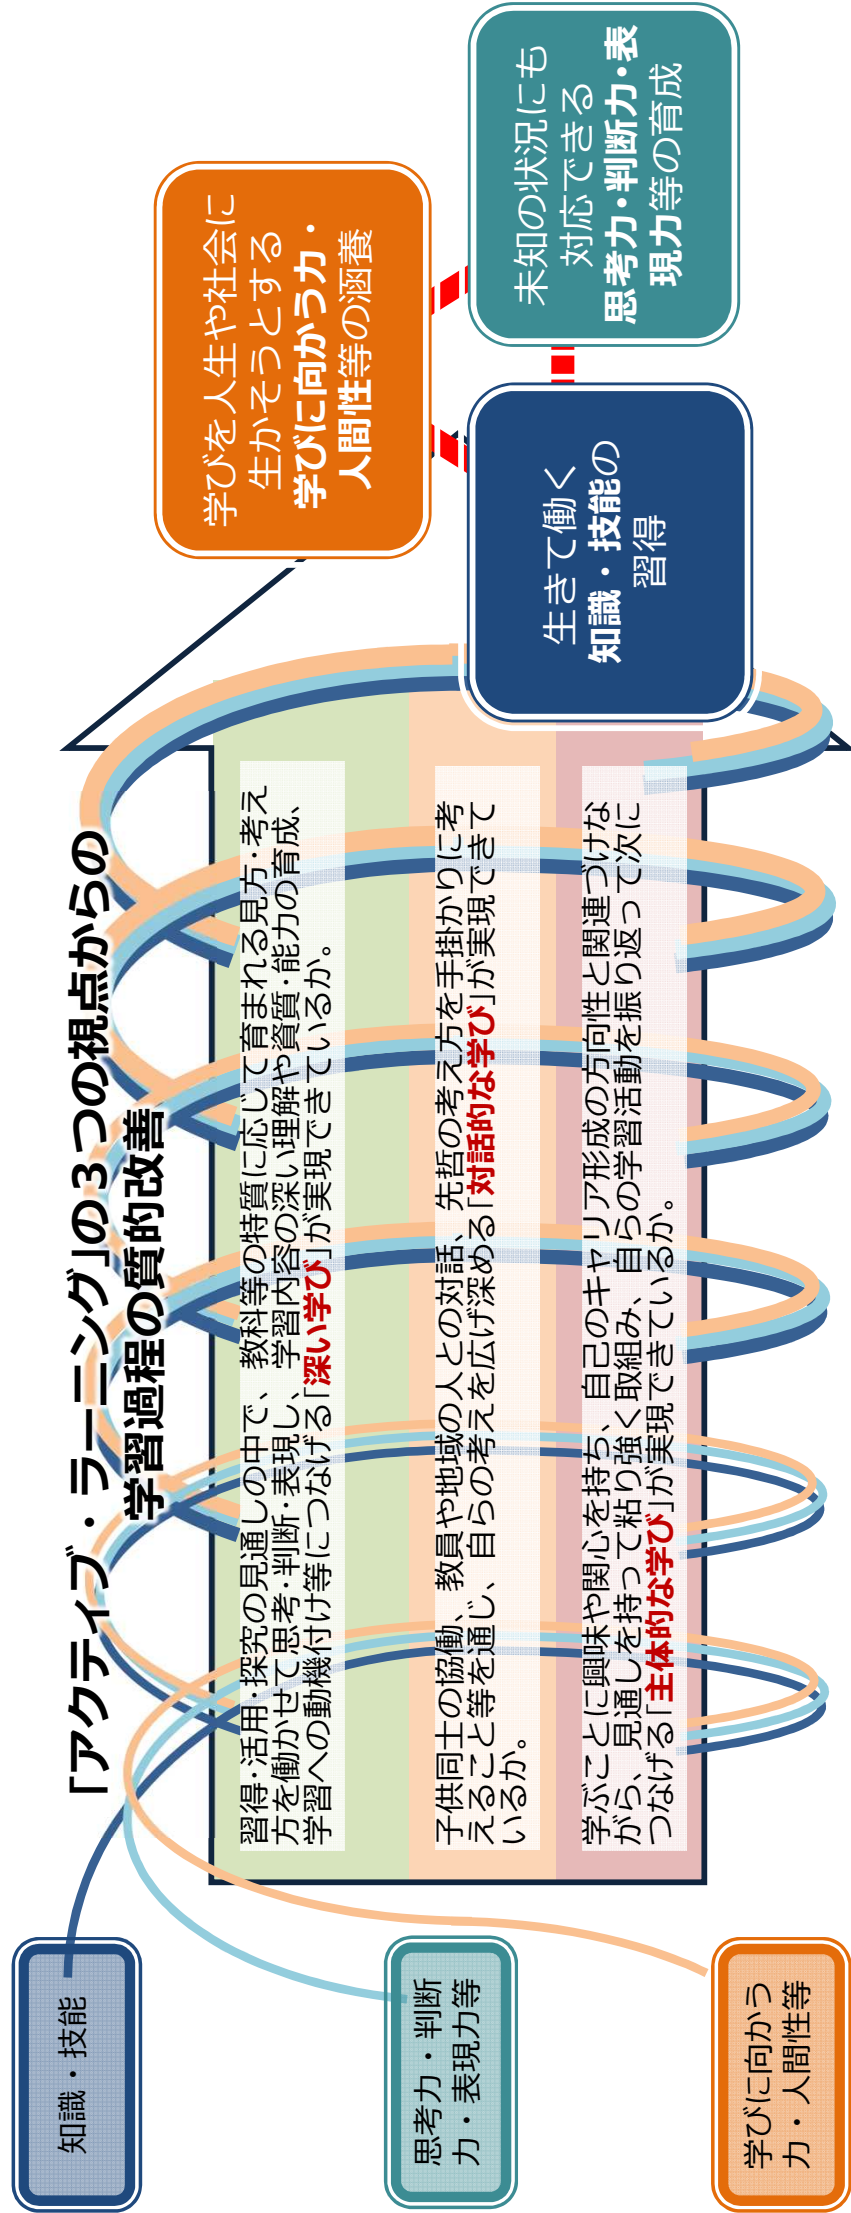 「アクティブ・ラーニング」の３つの視点からの
学習過程の質的改善
知識・技能
思考力・判断
力・表現力等
学びに向かう
力・人間性等
習得・活用・探究の見通しの中で、教科等の特質に応じて育まれる見方・考え
方を働かせて思考・判断・表現し、学習内容の深い理解や資質・能力の育成、
学習への動機付け等につなげる「深い学び」が実現できているか。
子供同士の協働、教員や地域の人との対話、先哲の考え方を手掛かりに考
えること等を通じ、自らの考えを広げ深める「対話的な学び」が実現できて
いるか。
学ぶことに興味や関心を持ち、自己のキャリア形成の方向性と関連づけな
がら、見通しを持って粘り強く取組み、自らの学習活動を振り返って次に
つなげる「主体的な学び」が実現できているか。
学びを人生や社会に
生かそうとする
学びに向かう力・
人間性等の涵養
生きて働く
知識・技能の
習得
未知の状況にも
対応できる
思考力・判断力・表
現力等の育成